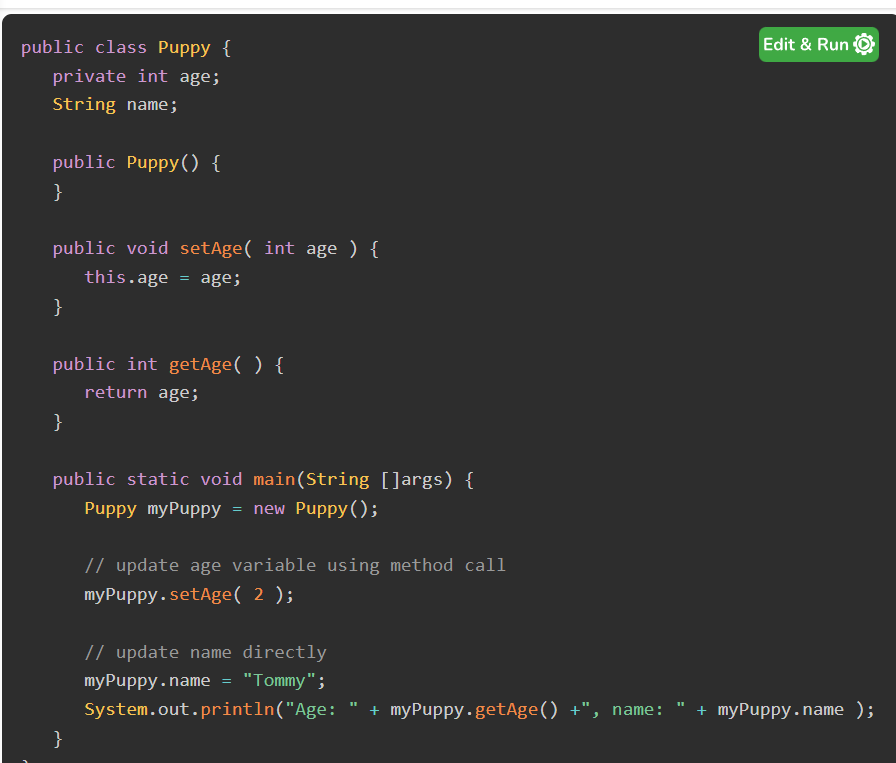 public class Puppy {
Edit & Run
   private int age;
   String name;

   public Puppy() {
   }

   public void setAge( int age ) {
      this.age = age;
   }

   public int getAge( ) {
      return age;
   }

   public static void main(String []args) {
      Puppy myPuppy = new Puppy();

      // update age variable using method call
      myPuppy.setAge( 2 );

      // update name directly
      myPuppy.name = "Tommy";
      System.out.println("Age: " + myPuppy.getAge() +", name: " + myPuppy.name );
   }